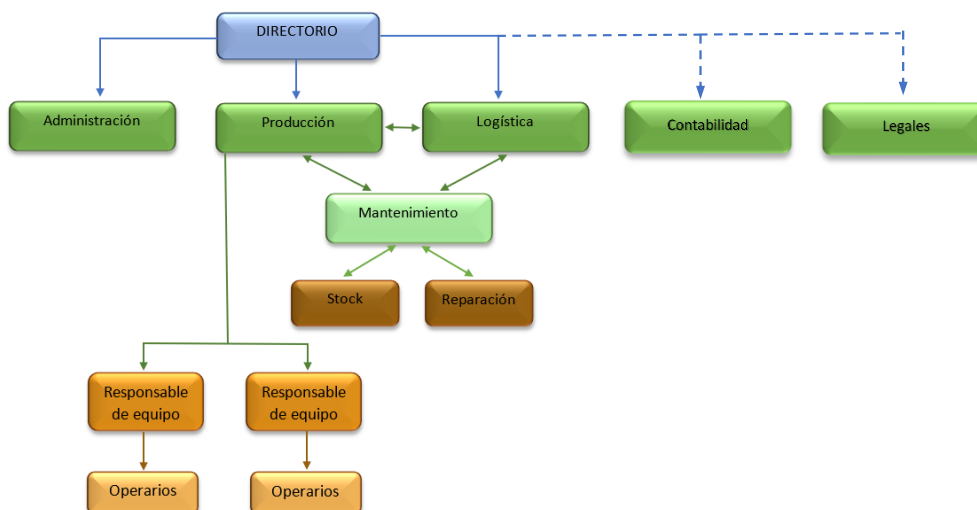 DIRECTORIO
Administración
Producción
Logística
Contabilidad
Legales
Mantenimiento
Stock
Reparación
Responsable
de equipo
Responsable
de equipo
Operarios
Operarios